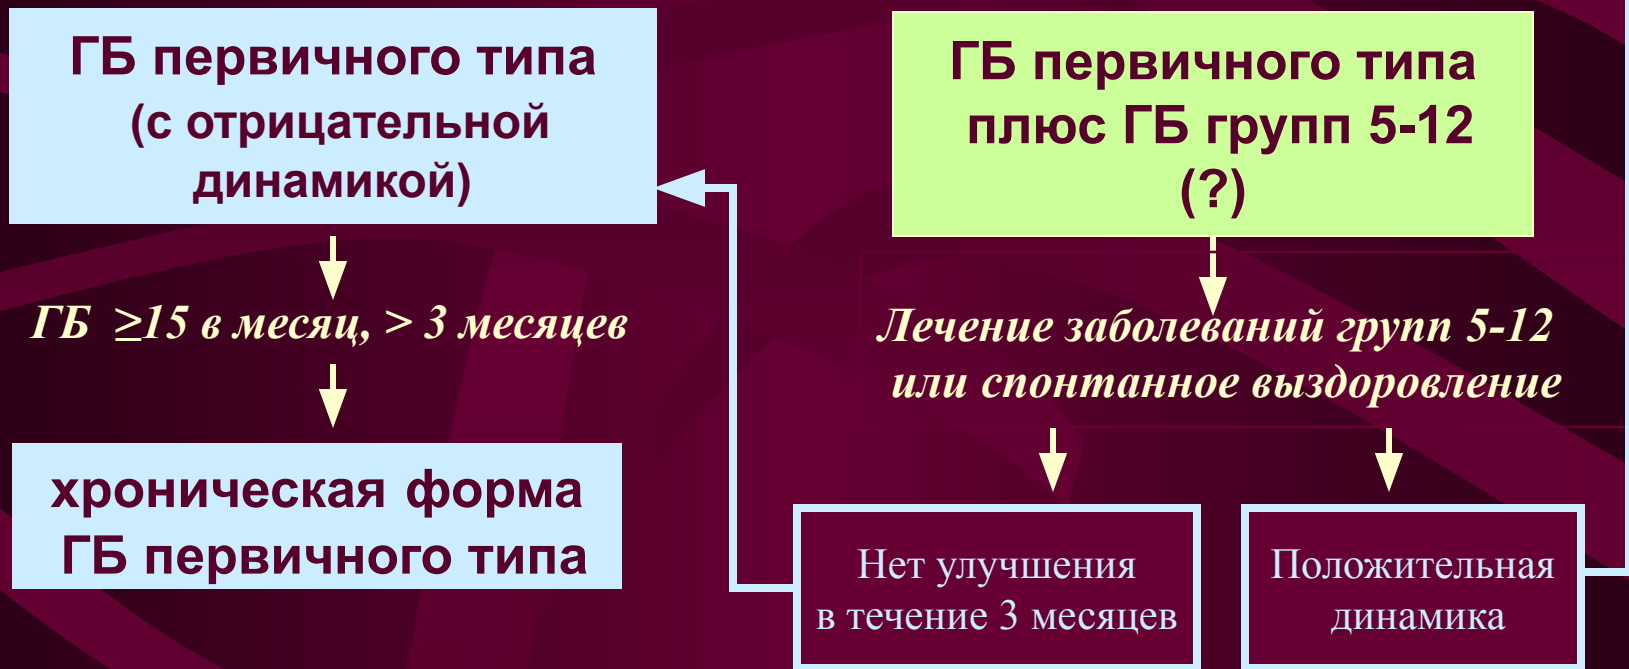 ГБ первичного типа
(с отрицательной
динамикой)
ГБ ≥15 в месяц, > 3 месяцев
хроническая форма
ГБ первичного типа
ГБ первичного типа
плюс ГБ групп 5-12
(?)
Лечение заболеваний групп 5-12
или спонтанное выздоровление
Нет улучшения
в течение 3 месяцев
Положительная
динамика